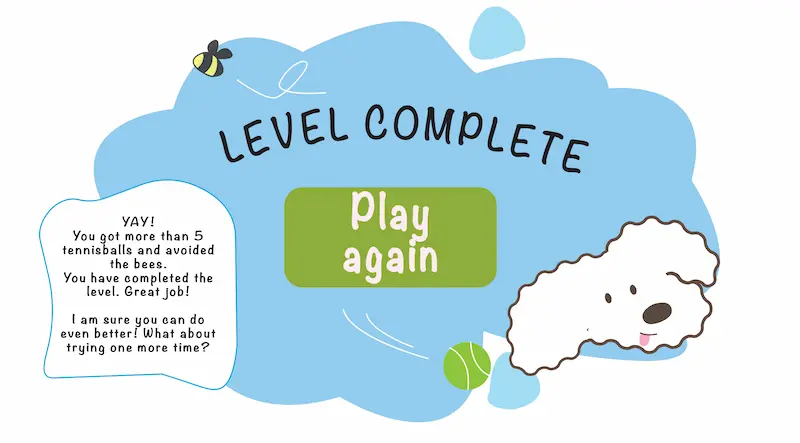 LEVEL COMPLETE
Play
again
YAY!
You got more than 5
tennisballs and avoided
the bees.
You have completed the
level. Great job!
I am sure you can do
even better! What about
trying one more time?